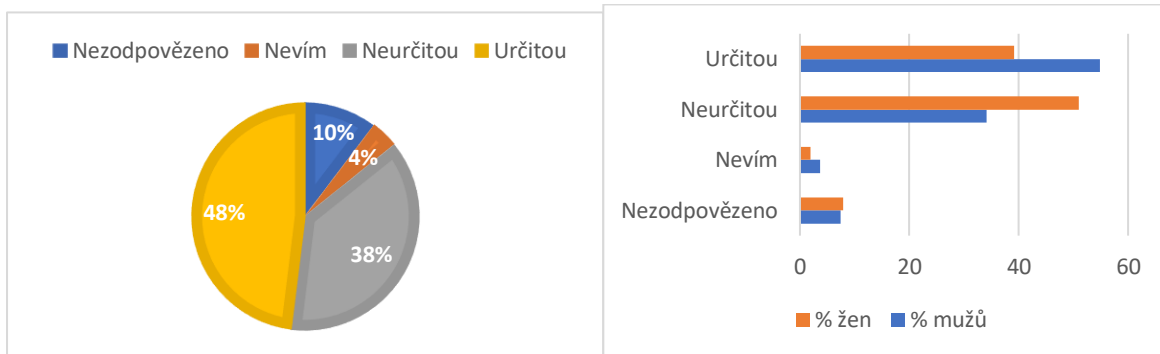 Nezodpovězeno Nevím Neurčitou Určitou
10%
4%
38%
48%
Určitou
Neurčitou
Nevím
Nezodpovězeno
0 20 40 60
% žen % mužů